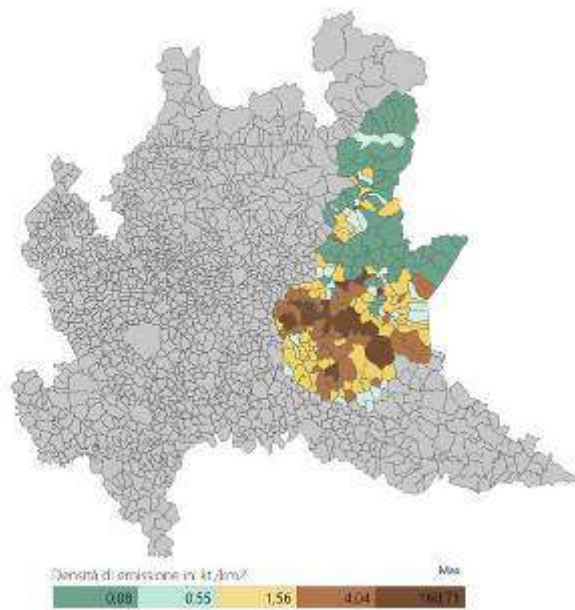 Densità di emissione in: kt/km²
Max
0,08 0,55 1,56 4,04 160,71